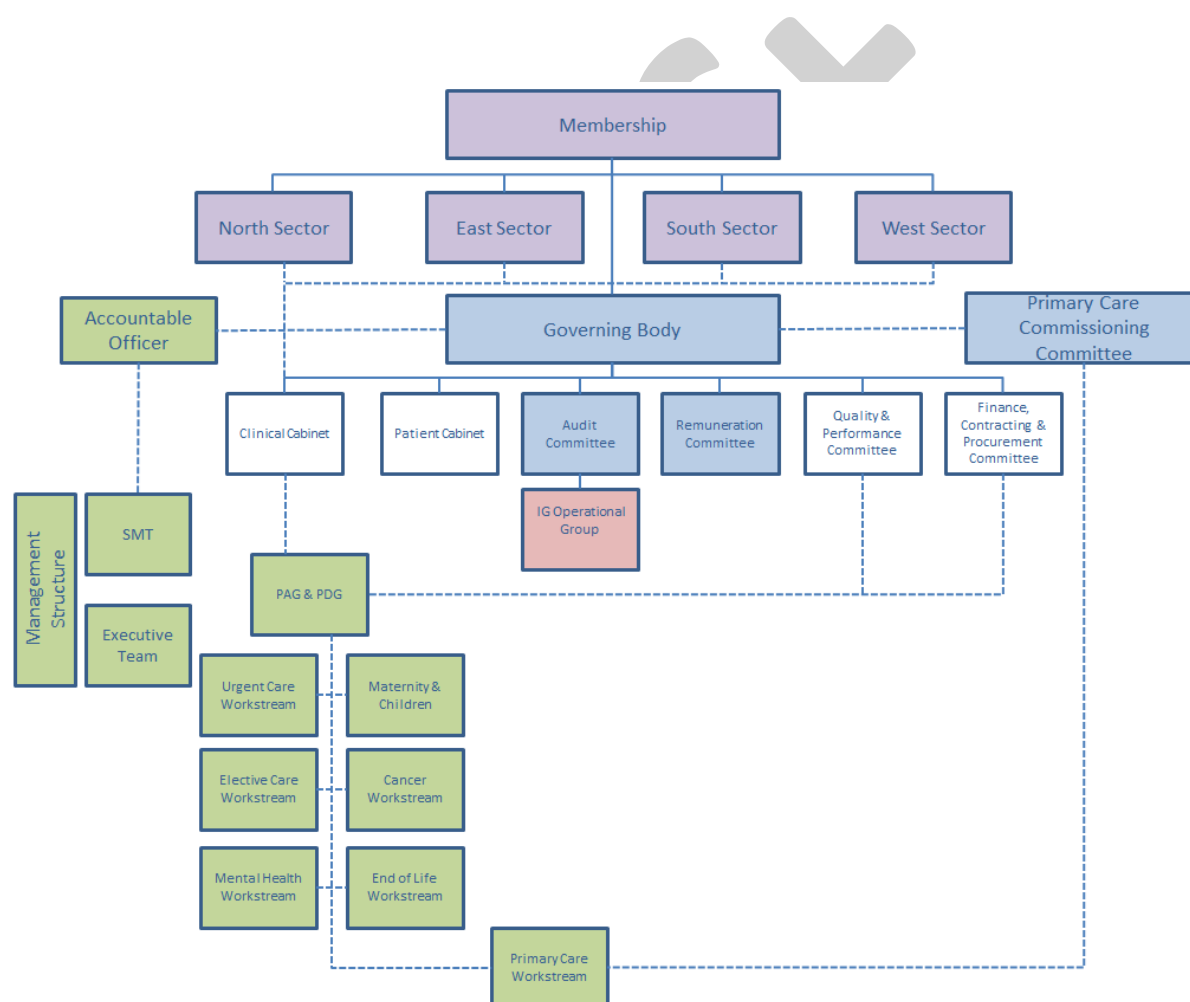 Membership
North Sector
East Sector
South Sector
West Sector
Accountable
Officer
Governing Body
Primary Care
Commissioning
Committee
Clinical Cabinet
Patient Cabinet
Audit
Committee
Remuneration
Committee
Quality &
Performance
Committee
Finance,
Contracting &
Procurement
Committee
Management
Structure
SMT
IG Operational
Group
PAG & PDG
Executive
Team
Urgent Care
Workstream
Maternity &
Children
Elective Care
Workstream
Cancer
Workstream
Mental Health
Workstream
End of Life
Workstream
Primary Care
Workstream